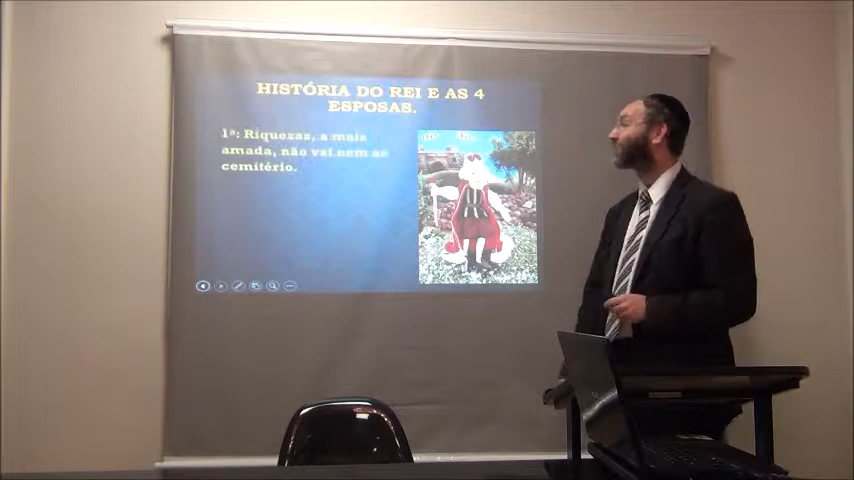 HISTÓRIA DO REI E AS 4
ESPOSAS.
1ª: Riquezas, a mais
amada, não vai nem ao
cemitério.